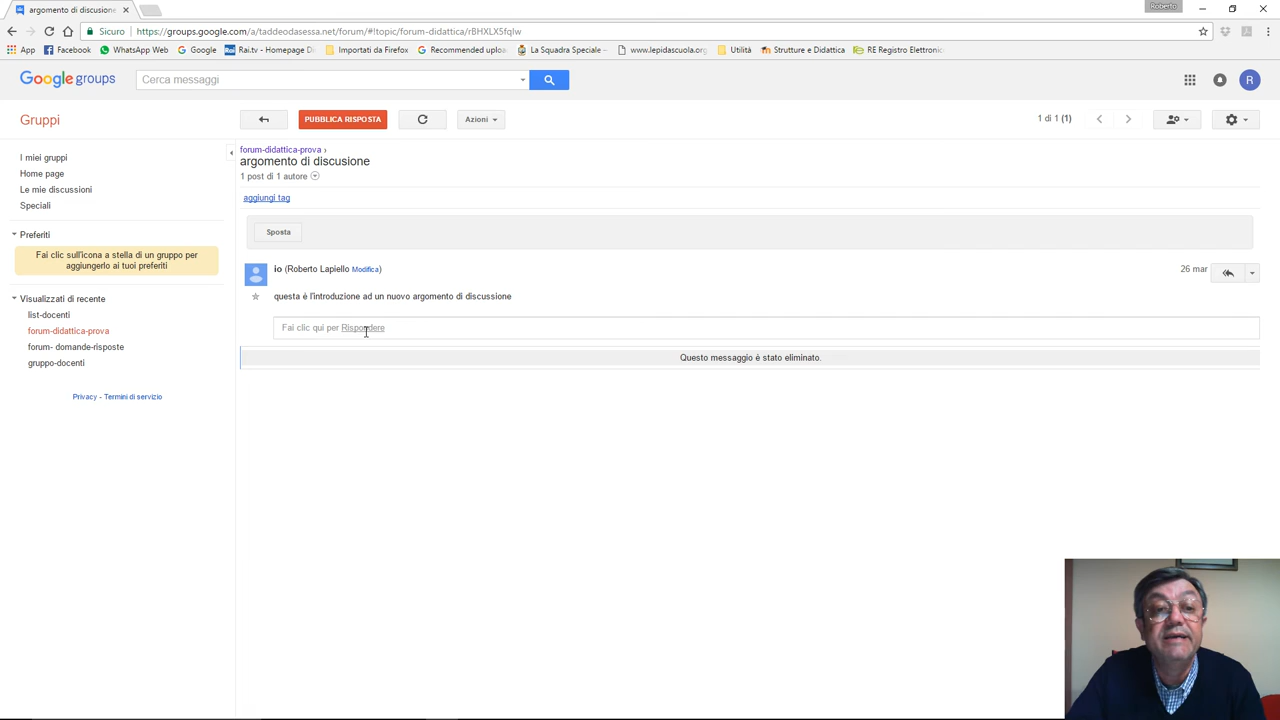 argomento di discusione
Roberto
Sicuro
https://groups.google.com/a/taddeodasessa.net/forum/#!topic/forum-didattica/rBHXLX5fqIw
App
Facebook
WhatsApp Web
Google
Rai.tv - Homepage Di
Importati da Firefox
Recommended uploa
La Squadra Speciale –
www.lepidascuola.org
Utilità
Strutture e Didattica
RE Registro Elettronic
Google groups
Cerca messaggi
R
Gruppi
PUBBLICA RISPOSTA
Azioni
1 di 1 (1)
I miei gruppi
Home page
Le mie discussioni
Speciali
Preferiti
Fai clic sull'icona a stella di un gruppo per
aggiungerlo ai tuoi preferiti
Visualizzati di recente
list-docenti
forum-didattica-prova
forum- domande-risposte
gruppo-docenti
Privacy - Termini di servizio
forum-didattica-prova ›
argomento di discusione
1 post di 1 autore
aggiungi tag
Sposta
io (Roberto Lapiello Modifica)
26 mar
questa è l'introduzione ad un nuovo argomento di discussione
Fai clic qui per Rispondere
Questo messaggio è stato eliminato.